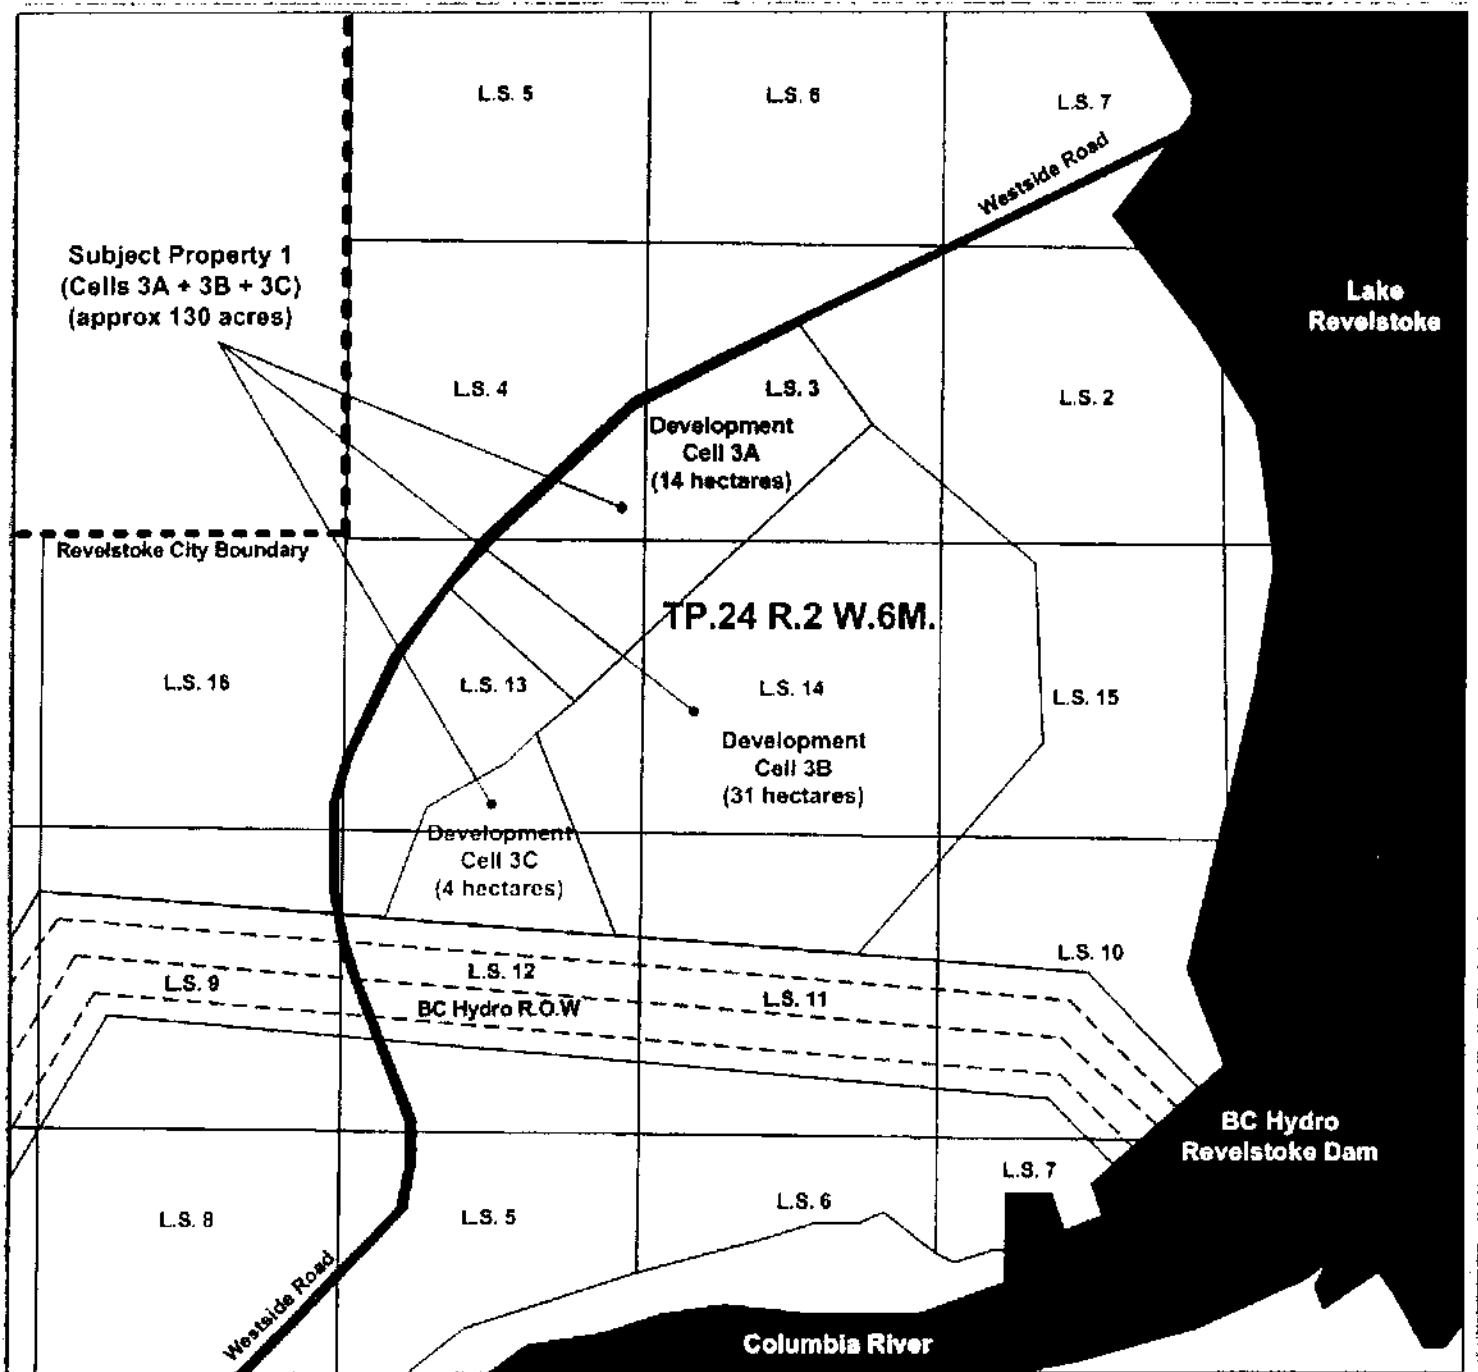 L.S. 5
L.S. 6
L.S. 7
Westside Road
Subject Property 1
(Cells 3A + 3B + 3C)
(approx 130 acres)
Lake
Revelstoke
L.S. 4
L.S. 3
L.S. 2
Development
Cell 3A
(14 hectares)
Revelstoke City Boundary
TP.24 R.2 W.6M.
L.S. 16
L.S. 13
L.S. 14
L.S. 15
Development
Cell 3B
(31 hectares)
Development
Cell 3C
(4 hectares)
L.S. 9
L.S. 12
L.S. 11
L.S. 10
BC Hydro R.O.W
BC Hydro
Revelstoke Dam
L.S. 8
L.S. 5
L.S. 6
L.S. 7
Westside Road
Columbia River